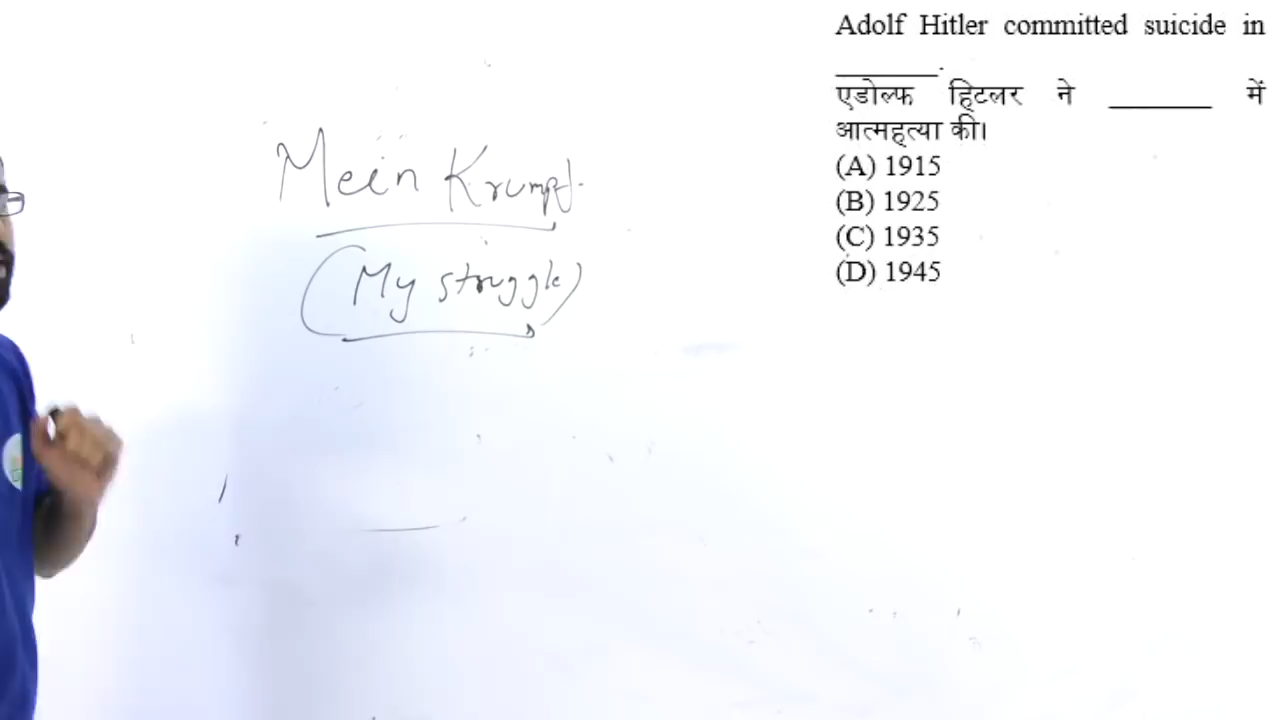 Adolf Hitler committed suicide in
________.
एडोल्फ हिटलर ने ________ में
आत्महत्या की।
(A) 1915
(B) 1925
(C) 1935
(D) 1945
Mein Krumpf.
(My struggle)